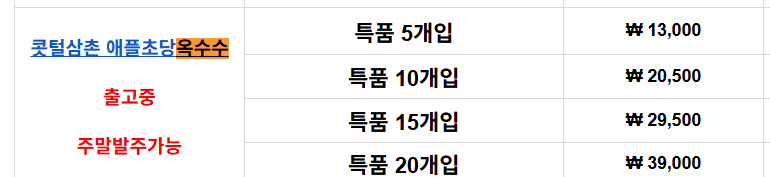 콧털삼촌 애플초당옥수수
출고중
주말발주가능
특품 5개입 ₩ 13,000
특품 10개입 ₩ 20,500
특품 15개입 ₩ 29,500
특품 20개입 ₩ 39,000